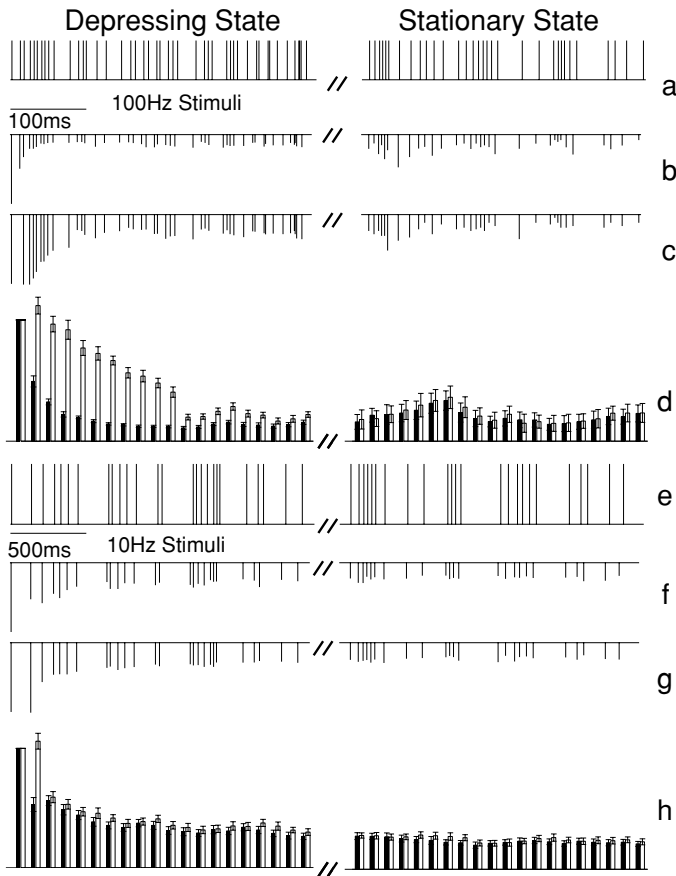 Depressing State
Stationary State
a
100Hz Stimuli
100ms
b
c
d
e
10Hz Stimuli
500ms
f
g
h